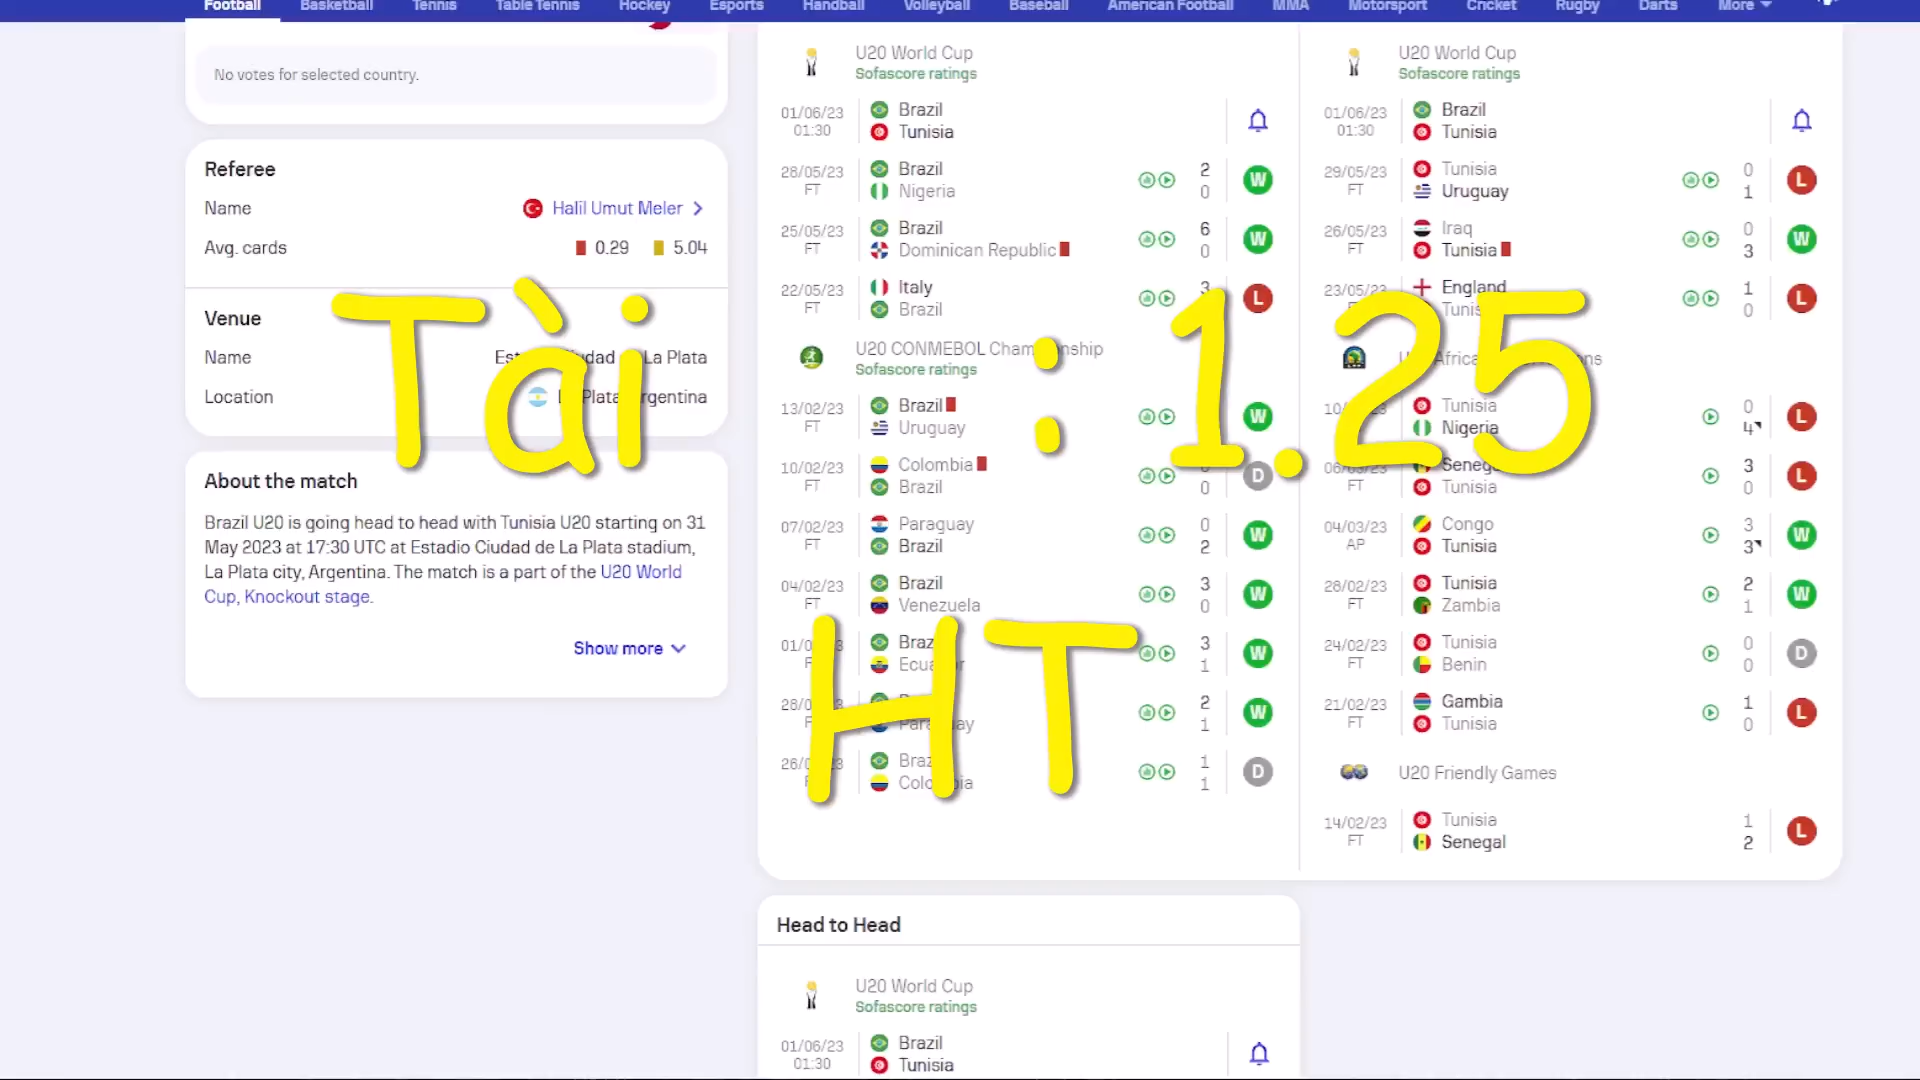 Football Basketball Tennis Table Tennis Hockey Esports Handball Volleyball Baseball American Football MMA Motorsport Cricket Rugby Darts More
No votes for selected country.
Referee
Name Halil Umut Meler
Avg. cards 0.29 5.04
Venue
Name
Location
About the match
Brazil U20 is going head to head with Tunisia U20 starting on 31
May 2023 at 17:30 UTC at Estadio Ciudad de La Plata stadium,
La Plata city, Argentina. The match is a part of the U20 World
Cup, Knockout stage.
Show more
U20 World Cup
Sofascore ratings
01/06/23 Brazil
01:30 Tunisia
28/05/23 Brazil 2
FT Nigeria 0 W
25/05/23 Brazil 6
FT Dominican Republic 0 W
22/05/23 Italy 3
FT Brazil L
U20 CONMEBOL Championship
Sofascore ratings
13/02/23 Brazil
FT Uruguay W
10/02/23 Colombia
FT Brazil 0 D
07/02/23 Paraguay 0
FT Brazil 2 W
04/02/23 Brazil 3
FT Venezuela 0 W
Brazil 3
Ecuador 1 W
2
Paraguay 1 W
Brazil 1
Colombia 1 D
U20 World Cup
Sofascore ratings
01/06/23 Brazil
01:30 Tunisia
29/05/23 Tunisia 0
FT Uruguay 1 L
26/05/23 Iraq 0
FT Tunisia 3 W
23/05/23 England 1
Tunisia 0 L
Tunisia 0
Nigeria 4 L
Senegal 3
FT Tunisia 0 L
04/03/23 Congo 3
AP Tunisia 3 W
28/02/23 Tunisia 2
FT Zambia 1 W
24/02/23 Tunisia 0
FT Benin 0 D
21/02/23 Gambia 1
FT Tunisia 0 L
U20 Friendly Games
14/02/23 Tunisia 1
FT Senegal 2 L
Head to Head
U20 World Cup
Sofascore ratings
01/06/23 Brazil
01:30 Tunisia
Tài : 1.25
HT